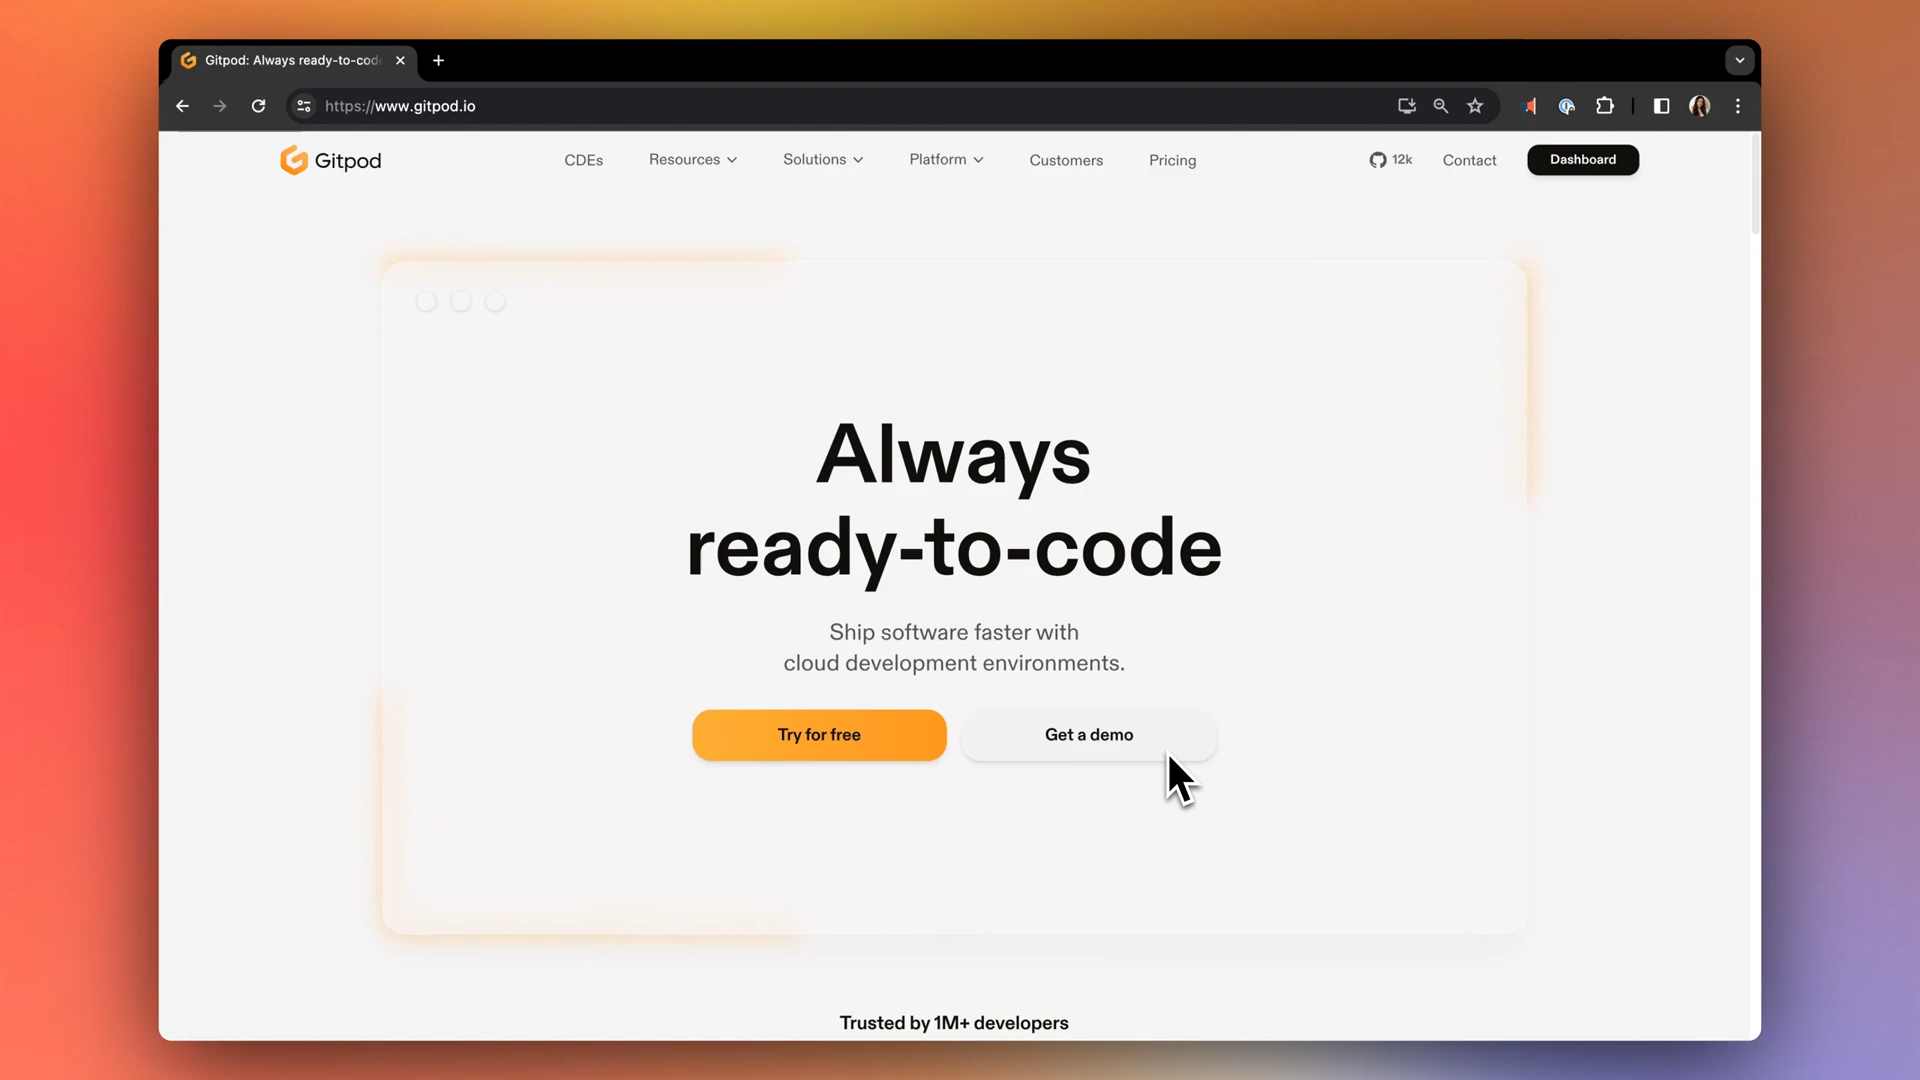 Gitpod: Always ready-to-cod
https://www.gitpod.io
Gitpod
CDEs
Resources
Solutions
Platform
Customers
Pricing
12k
Contact
Dashboard
Always
ready-to-code
Ship software faster with
cloud development environments.
Try for free
Get a demo
Trusted by 1M+ developers